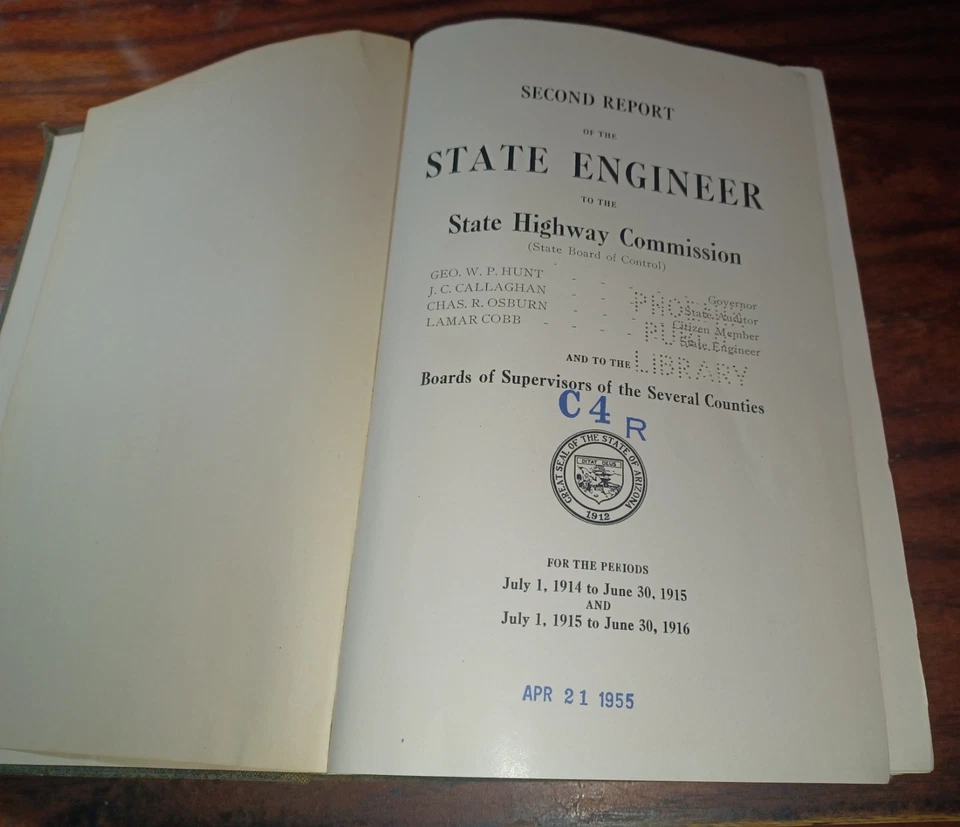 SECOND REPORT
OF THE
STATE ENGINEER
TO THE
State Highway Commission
(State Board of Control)
GEO. W. P. HUNT - - - Governor
J. C. CALLAGHAN - - - State Auditor
CHAS. R. OSBURN - - - Citizen Member
LAMAR COBB - - - - State Engineer
PHOENIX
PUBLIC
LIBRARY
AND TO THE
Boards of Supervisors of the Several Counties
C4 R
GREAT SEAL OF THE STATE OF ARIZONA
DITAT DEUS
1912
FOR THE PERIODS
July 1, 1914 to June 30, 1915
AND
July 1, 1915 to June 30, 1916
APR 21 1955